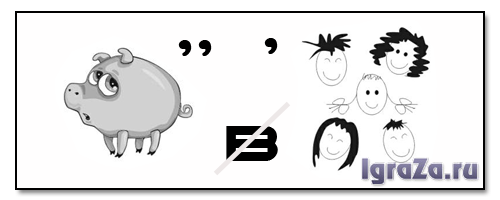 ,, ,
В
IgraZa.ru